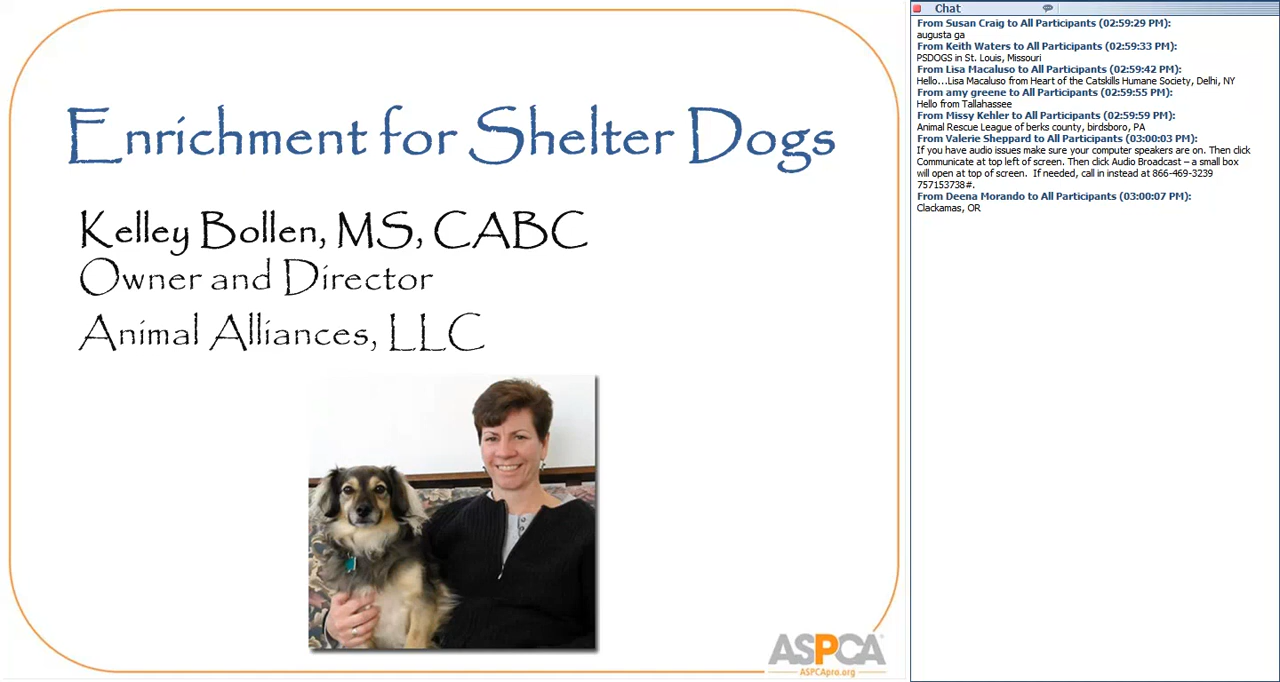 Enrichment for Shelter Dogs
Kelley Bollen, MS, CABC
Owner and Director
Animal Alliances, LLC
ASPCA
ASPCApro.org
Chat
From Susan Craig to All Participants (02:59:29 PM):
augusta ga
From Keith Waters to All Participants (02:59:33 PM):
PSDOGS in St. Louis, Missouri
From Lisa Macaluso to All Participants (02:59:42 PM):
Hello...Lisa Macaluso from Heart of the Catskills Humane Society, Delhi, NY
From amy greene to All Participants (02:59:55 PM):
Hello from Tallahassee
From Missy Kehler to All Participants (02:59:59 PM):
Animal Rescue League of berks county, birdsboro, PA
From Valerie Sheppard to All Participants (03:00:03 PM):
If you have audio issues make sure your computer speakers are on. Then click
Communicate at top left of screen. Then click Audio Broadcast – a small box
will open at top of screen.  If needed, call in instead at 866-469-3239
757153738#.
From Deena Morando to All Participants (03:00:07 PM):
Clackamas, OR